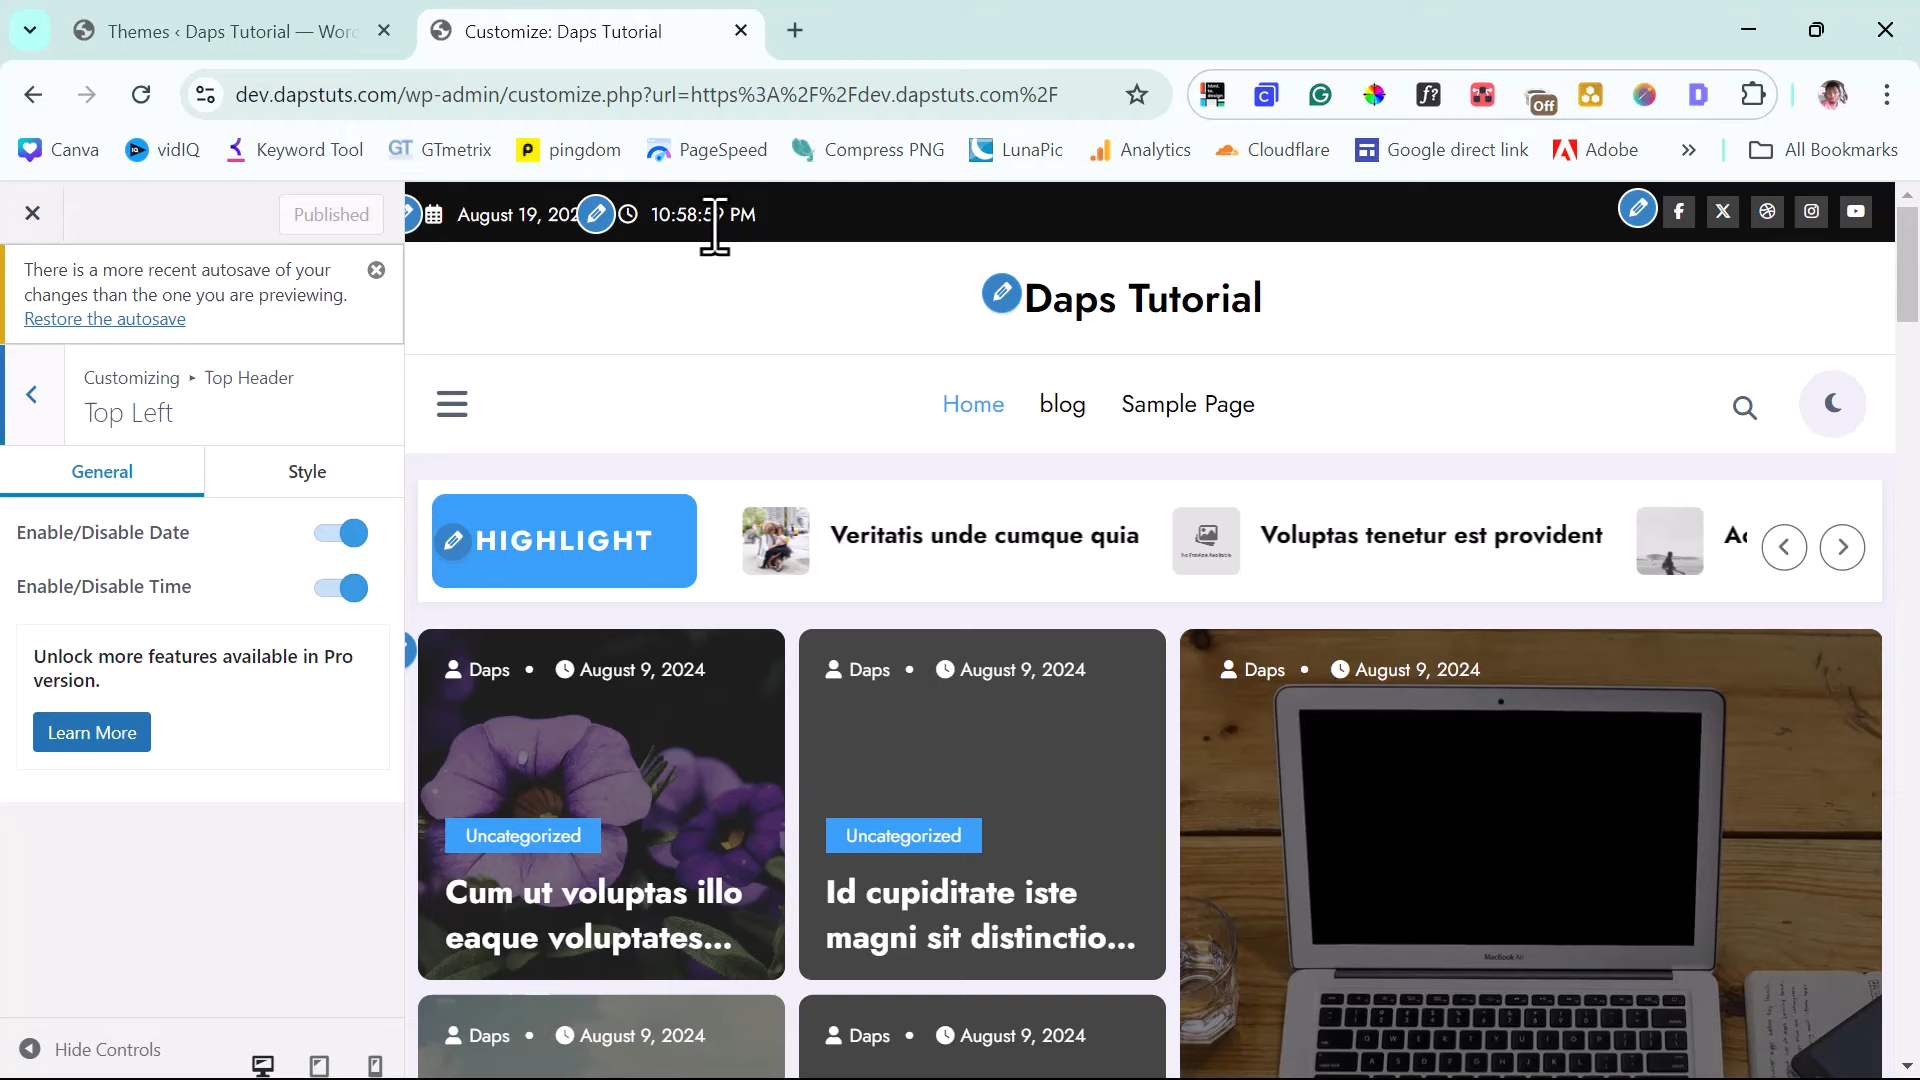 Themes ‹ Daps Tutorial — Word
Customize: Daps Tutorial
dev.dapstuts.com/wp-admin/customize.php?url=https%3A%2F%2Fdev.dapstuts.com%2F
Off
Canva
vidIQ
Keyword Tool
GTmetrix
pingdom
PageSpeed
Compress PNG
LunaPic
Analytics
Cloudflare
Google direct link
Adobe
»
All Bookmarks
Published
There is a more recent autosave of your
changes than the one you are previewing.
Restore the autosave
Customizing ▸ Top Header
Top Left
General
Style
Enable/Disable Date
Enable/Disable Time
Unlock more features available in Pro
version.
Learn More
Hide Controls
August 19, 202
PM
Daps Tutorial
Home
blog
Sample Page
HIGHLIGHT
Veritatis unde cumque quia
Voluptas tenetur est provident
Daps • August 9, 2024
Uncategorized
Cum ut voluptas illo
eaque voluptates...
Daps • August 9, 2024
Uncategorized
Id cupiditate iste
magni sit distinctio...
Daps • August 9, 2024
MacBook Air
Daps • August 9, 2024
Daps • August 9, 2024